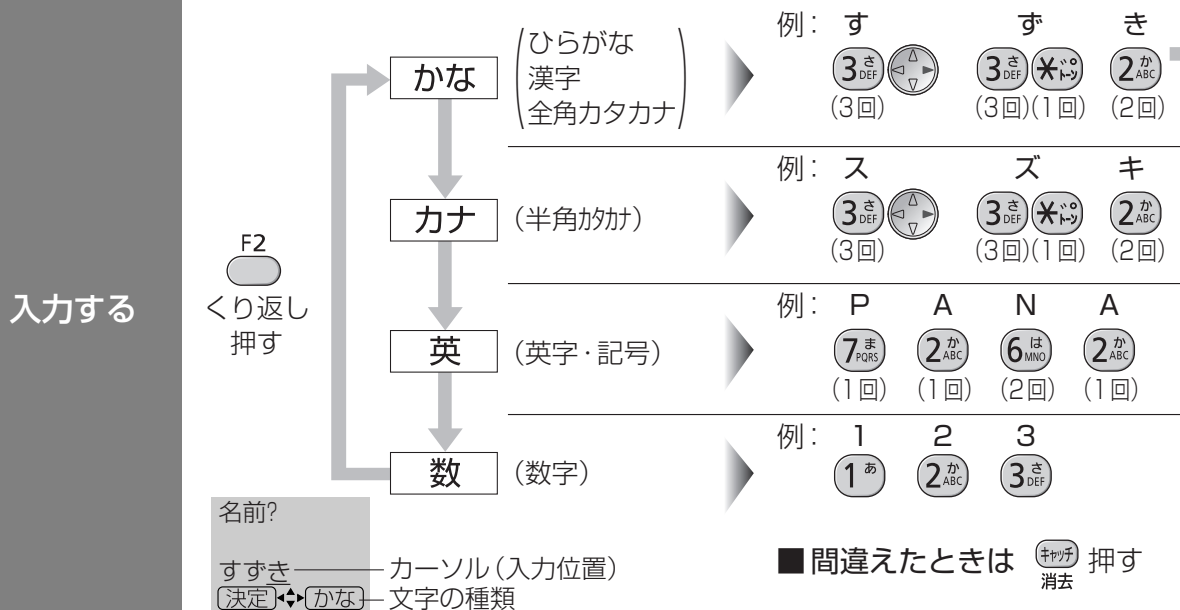 入力する
F2
くり返し
押す
かな
ひらがな
漢字
全角カタカナ
例： す ず き
3さDEF 3さDEF ＊゛゜トーン 2かABC
(3回) (3回)(1回) (2回)
カナ
(半角ｶﾀｶﾅ)
例： ス ズ キ
3さDEF 3さDEF ＊゛゜トーン 2かABC
(3回) (3回)(1回) (2回)
英
(英字・記号)
例： P A N A
7まPQRS 2かABC 6はMNO 2かABC
(1回) (1回) (2回) (1回)
数
(数字)
例： 1 2 3
1あ 2かABC 3さDEF
名前?
すずき
決定 かな
カーソル(入力位置)
文字の種類
■間違えたときは キャッチ 押す
消去